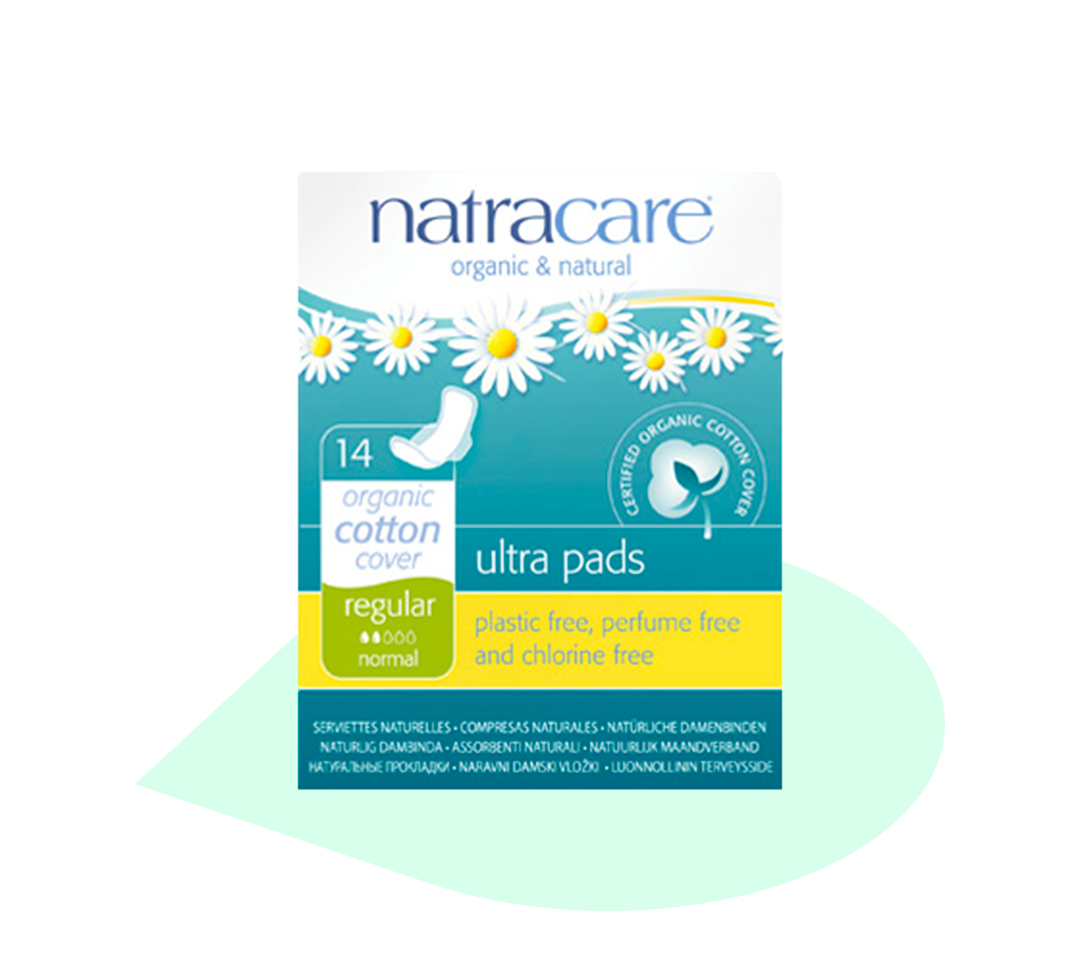 natracare
organic & natural
CERTIFIED ORGANIC COTTON COVER
14
organic
cotton
cover
ultra pads
regular
normal
plastic free, perfume free
and chlorine free
SERVIETTES NATURELLES • COMPRESAS NATURALES • NATÜRLICHE DAMENBINDEN
NATURLIG DAMBINDA • ASSORBENTI NATURALI • NATUURLIJK MAANDVERBAND
НАТУРАЛЬНЫЕ ПРОКЛАДКИ • NARAVNI DAMSKI VLOŽKI • LUONNOLLININ TERVEYSSIDE